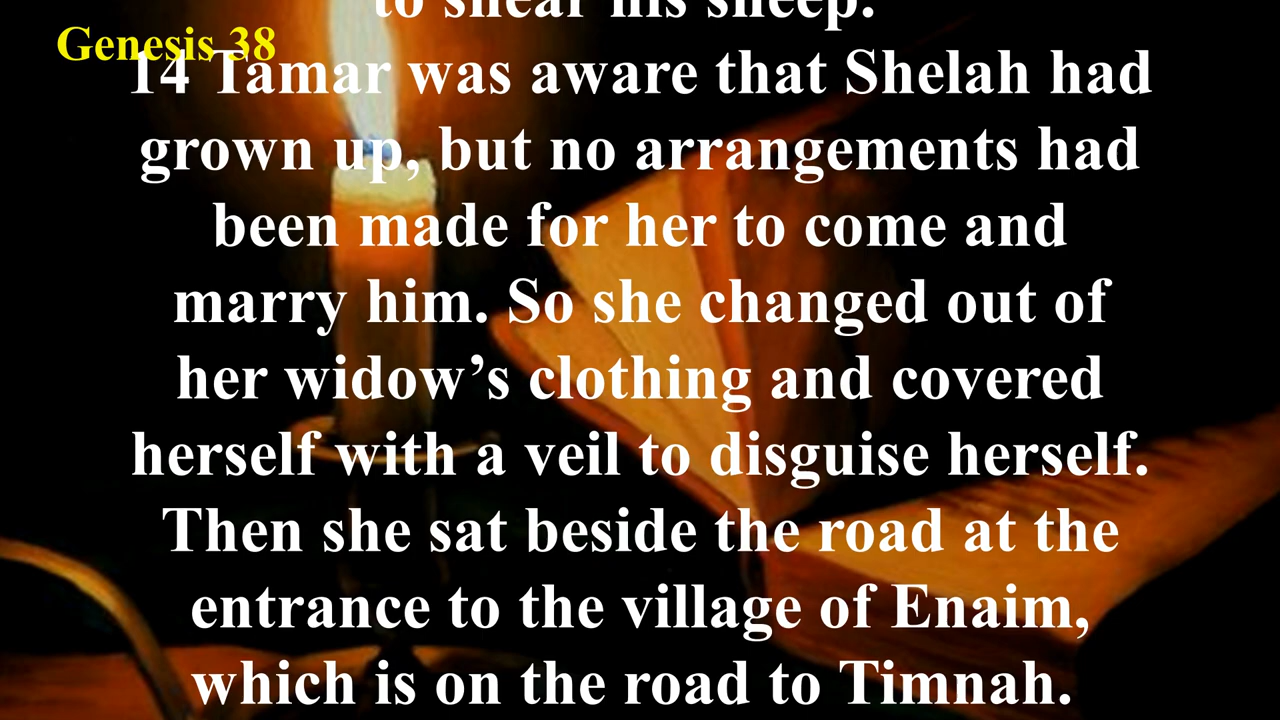 to shear his sheep.
Genesis 38
14 Tamar was aware that Shelah had
grown up, but no arrangements had
been made for her to come and
marry him. So she changed out of
her widow’s clothing and covered
herself with a veil to disguise herself.
Then she sat beside the road at the
entrance to the village of Enaim,
which is on the road to Timnah.